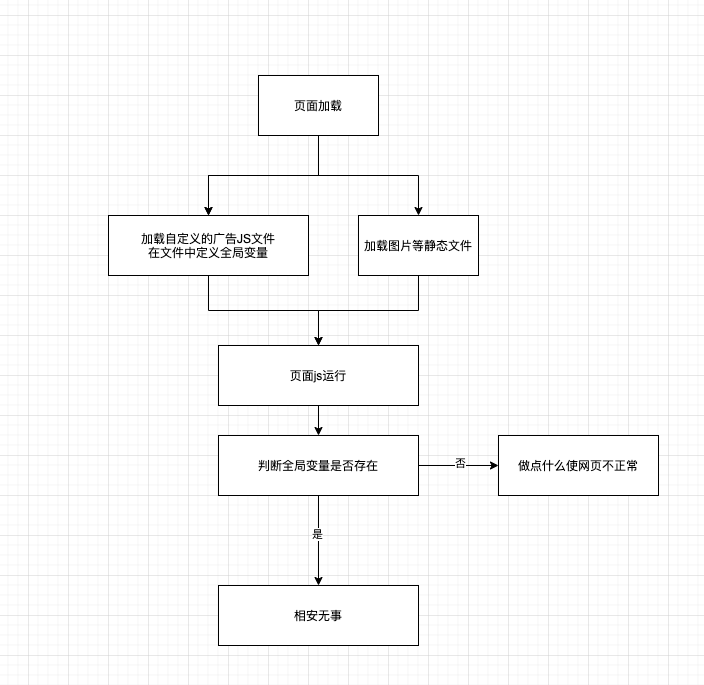 页面加载
加载自定义的广告JS文件
在文件中定义全局变量
加载图片等静态文件
页面js运行
判断全局变量是否存在
否
做点什么使网页不正常
是
相安无事